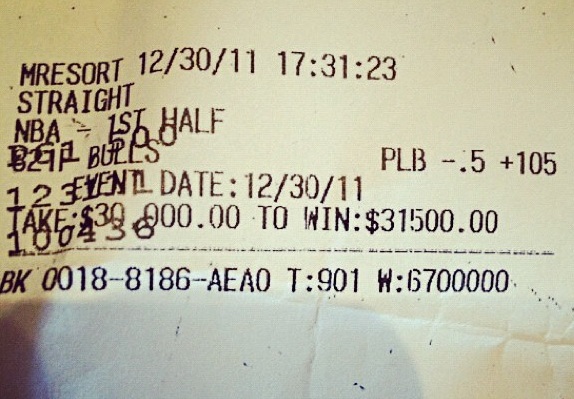 MRESORT 12/30/11 17:31:23
STRAIGHT
NBA - 1ST HALF
BULLS PLB -.5 +105
EVENT DATE:12/30/11
TAKE:$30,000.00 TO WIN:$31500.00
BK 0018-8186-AEA0 T:901 W:6700000